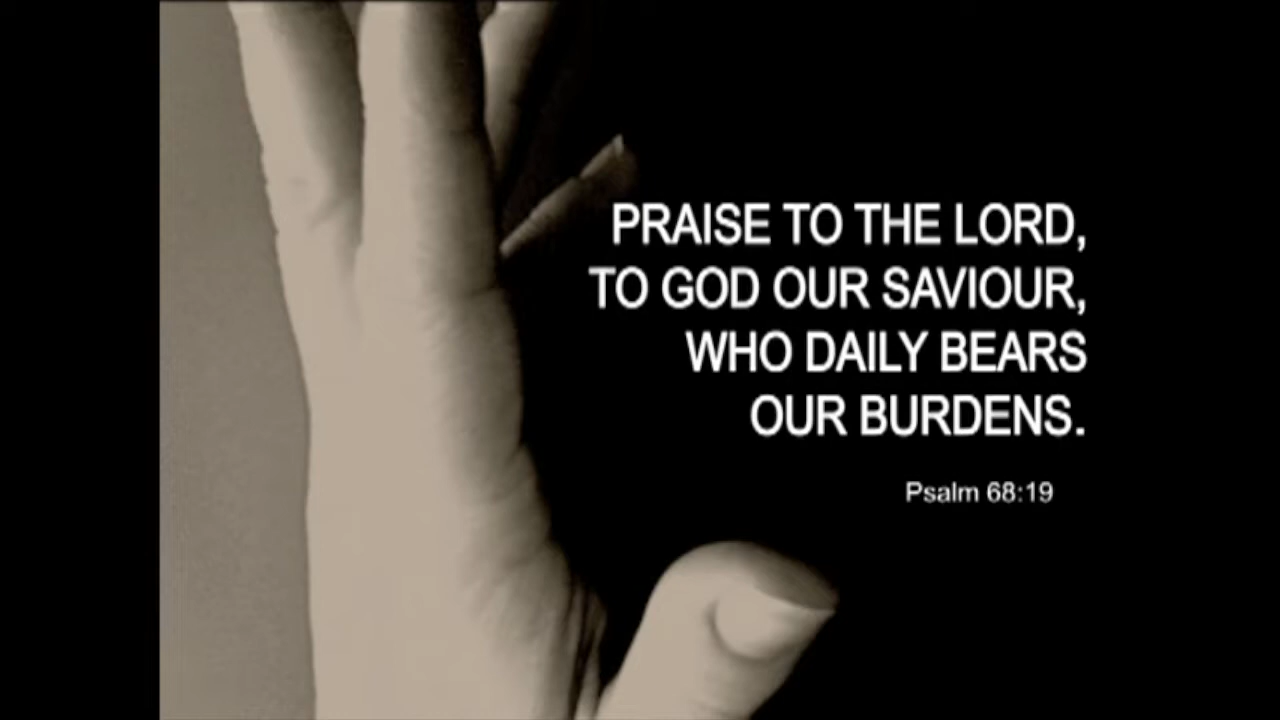 PRAISE TO THE LORD,
TO GOD OUR SAVIOUR,
WHO DAILY BEARS
OUR BURDENS.
Psalm 68:19